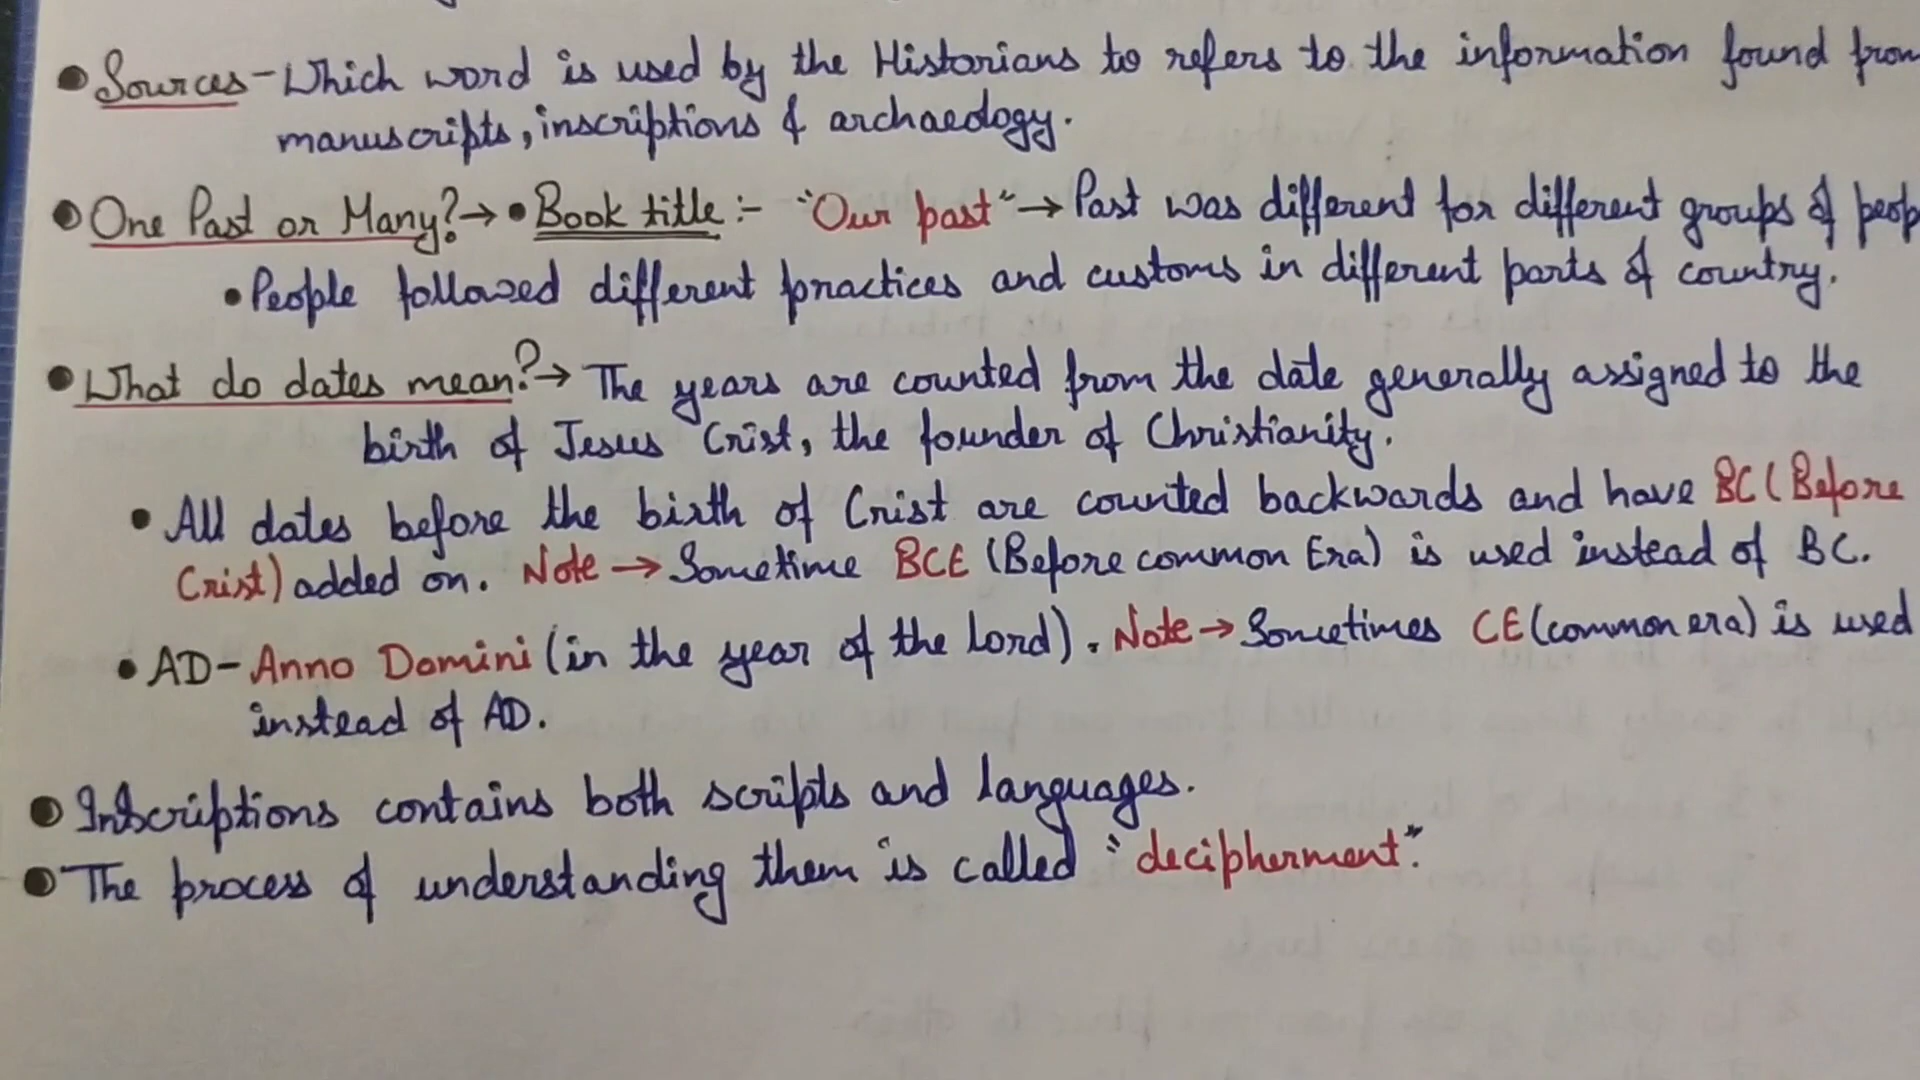 • Sources - Which word is used by the Historians to refers to the information found from
manuscripts, inscriptions & archaeology.
• One Past or Many? → • Book title :- "Our past" → Past was different for different groups of peop
• People followed different practices and customs in different parts of country.
• What do dates mean? → The years are counted from the date generally assigned to the
birth of Jesus Crist, the founder of Christianity.
• All dates before the birth of Crist are counted backwards and have BC (Before
Crist) added on. Note → Sometime BCE (Before common Era) is used instead of BC.
• AD - Anno Domini (in the year of the Lord). Note → Sometimes CE (common era) is used
instead of AD.
• Inscriptions contains both scripts and languages.
• The process of understanding them is called "decipherment".